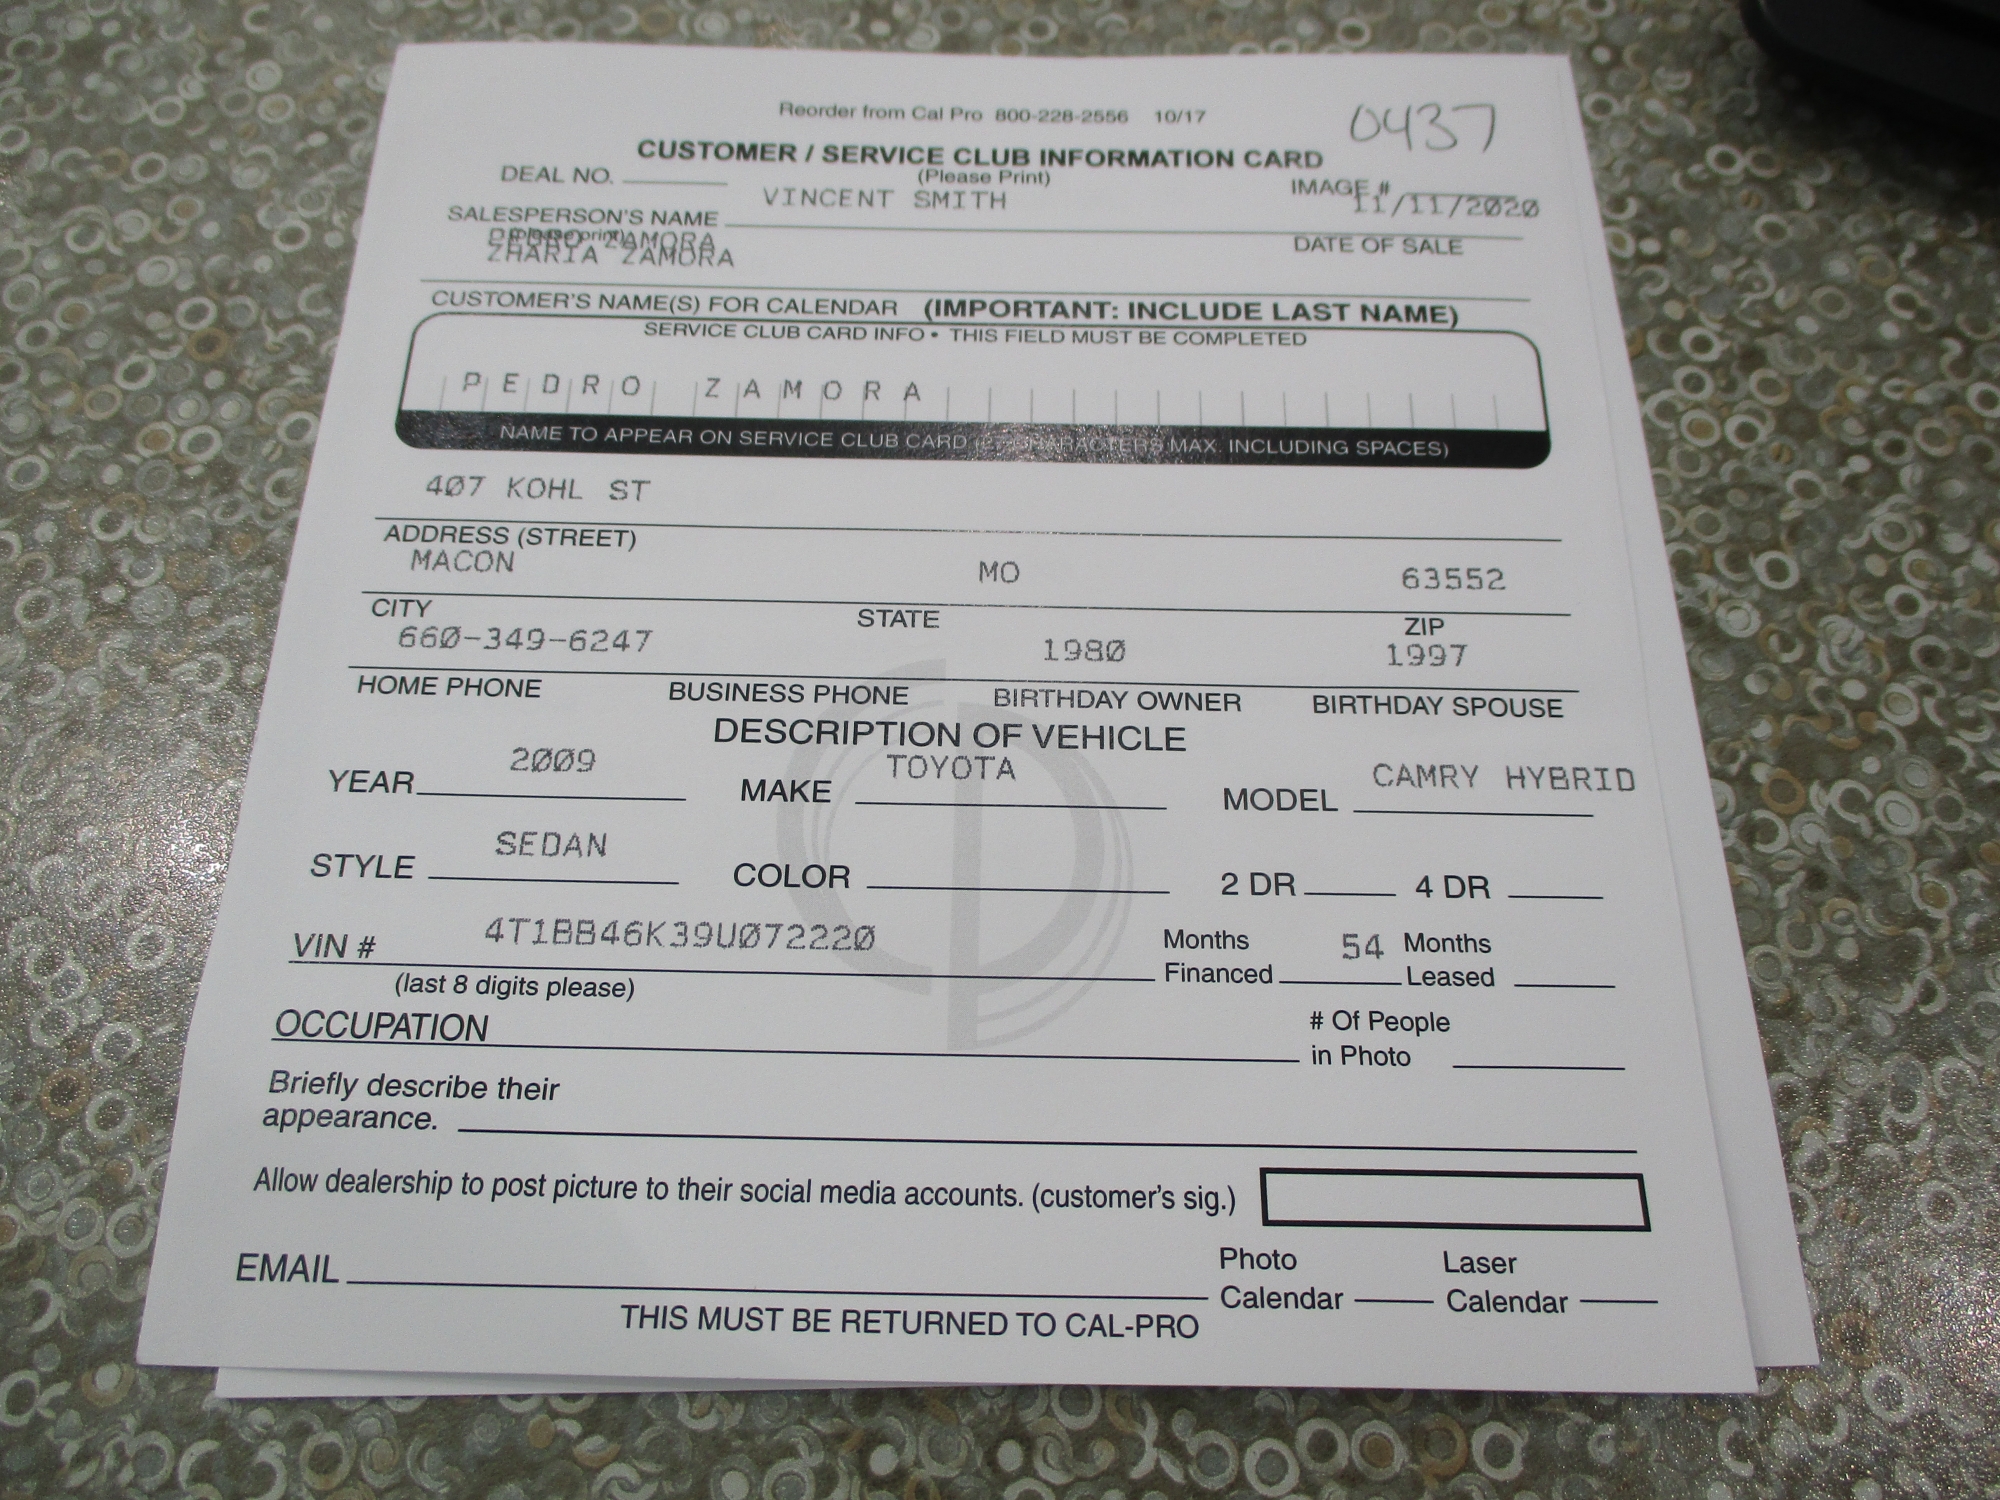 Reorder from Cal Pro 800-228-2556 10/17
0437
CUSTOMER / SERVICE CLUB INFORMATION CARD
DEAL NO. (Please Print) IMAGE #
VINCENT SMITH 11/11/2020
SALESPERSON'S NAME DATE OF SALE
(please print)
PEDRO ZAMORA
ZHARIA ZAMORA
CUSTOMER'S NAME(S) FOR CALENDAR (IMPORTANT: INCLUDE LAST NAME)
SERVICE CLUB CARD INFO • THIS FIELD MUST BE COMPLETED
PEDRO ZAMORA
NAME TO APPEAR ON SERVICE CLUB CARD (27 CHARACTERS MAX. INCLUDING SPACES)
407 KOHL ST
ADDRESS (STREET)
MACON MO 63552
CITY STATE ZIP
660-349-6247 1980 1997
HOME PHONE BUSINESS PHONE BIRTHDAY OWNER BIRTHDAY SPOUSE
DESCRIPTION OF VEHICLE
YEAR 2009 MAKE TOYOTA MODEL CAMRY HYBRID
STYLE SEDAN COLOR 2 DR 4 DR
VIN # 4T1BB46K39U072220 Months Financed 54 Months Leased
(last 8 digits please)
OCCUPATION # Of People in Photo
Briefly describe their
appearance.
Allow dealership to post picture to their social media accounts. (customer's sig.)
EMAIL Photo Calendar Laser Calendar
THIS MUST BE RETURNED TO CAL-PRO